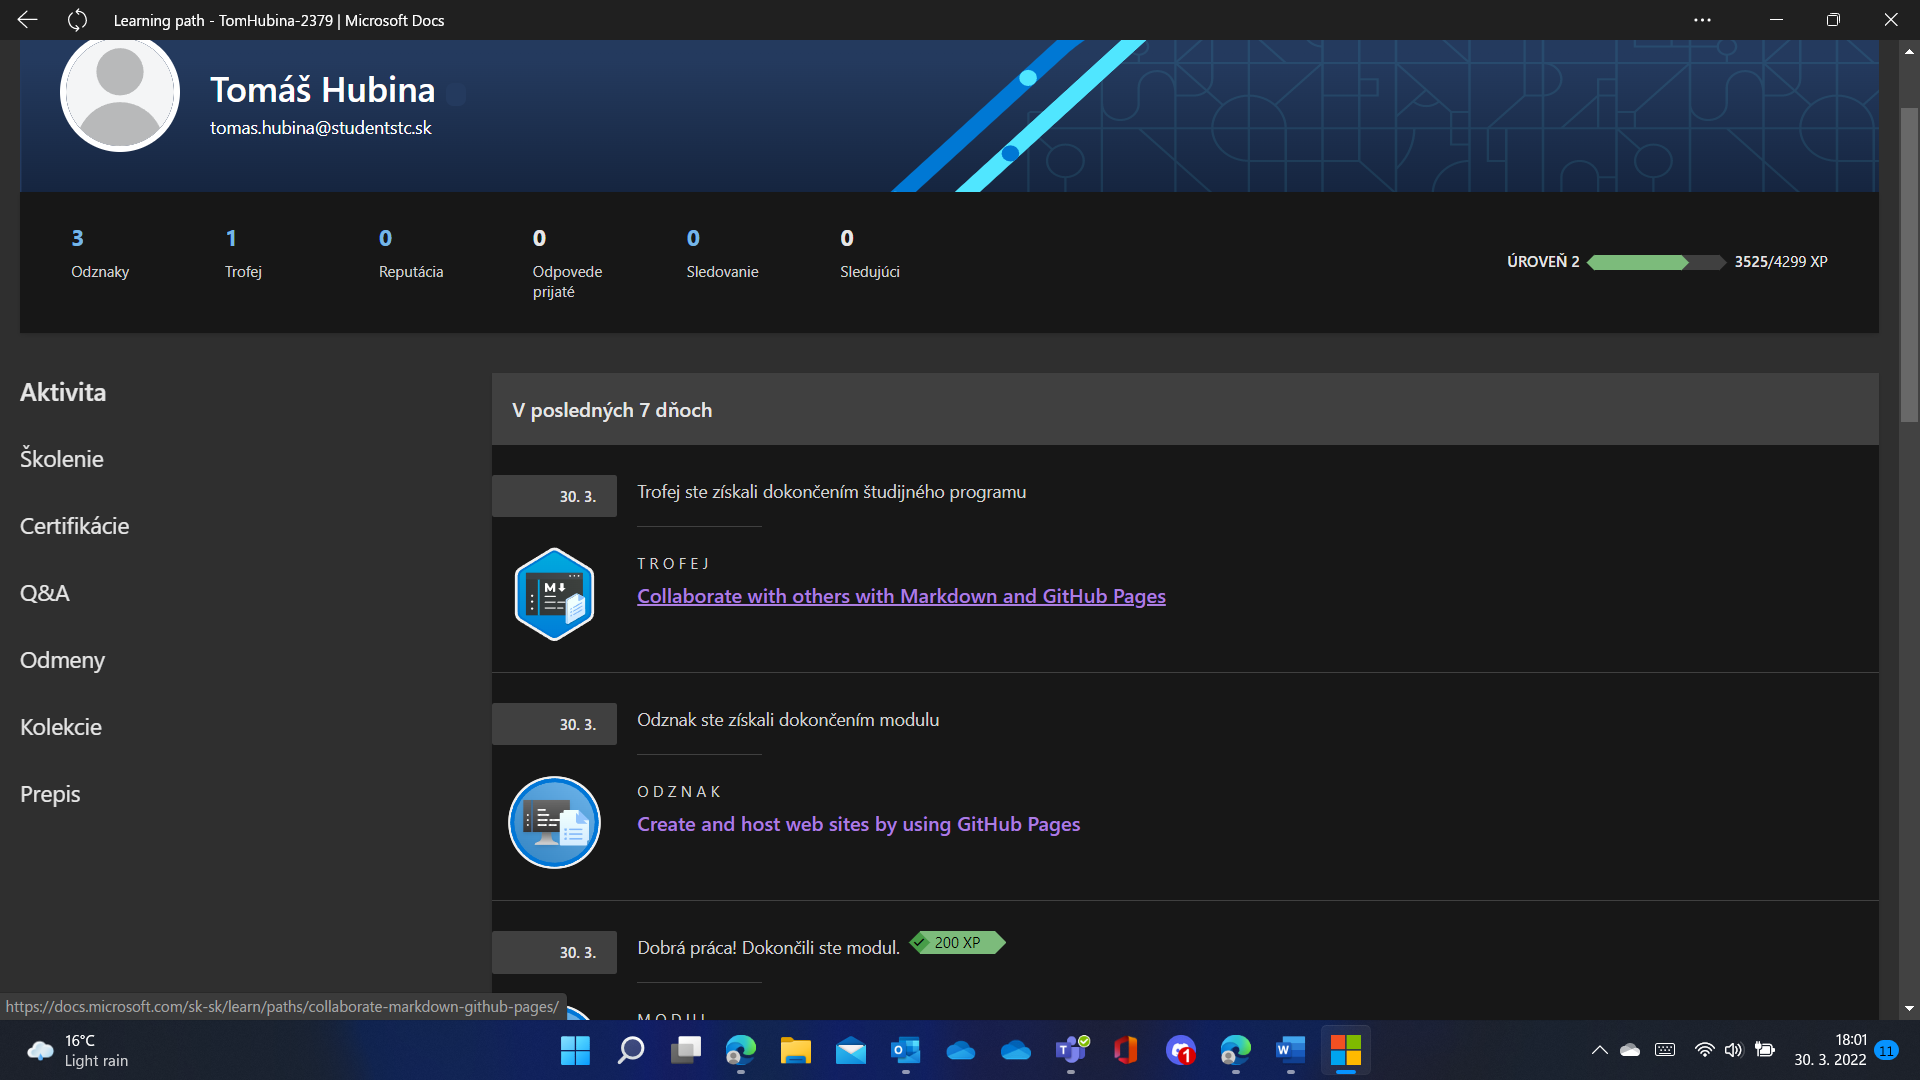 Learning path - TomHubina-2379 | Microsoft Docs
Tomáš Hubina
tomas.hubina@studentstc.sk
3
Odznaky
1
Trofej
0
Reputácia
0
Odpovede
prijaté
0
Sledovanie
0
Sledujúci
ÚROVEŇ 2
3525/4299 XP
Aktivita
Školenie
Certifikácie
Q&A
Odmeny
Kolekcie
Prepis
V posledných 7 dňoch
30. 3.
Trofej ste získali dokončením študijného programu
M
TROFEJ
Collaborate with others with Markdown and GitHub Pages
30. 3.
Odznak ste získali dokončením modulu
ODZNAK
Create and host web sites by using GitHub Pages
30. 3.
Dobrá práca! Dokončili ste modul.
200 XP
MODUL
https://docs.microsoft.com/sk-sk/learn/paths/collaborate-markdown-github-pages/
16°C
Light rain
1
18:01
30. 3. 2022
11